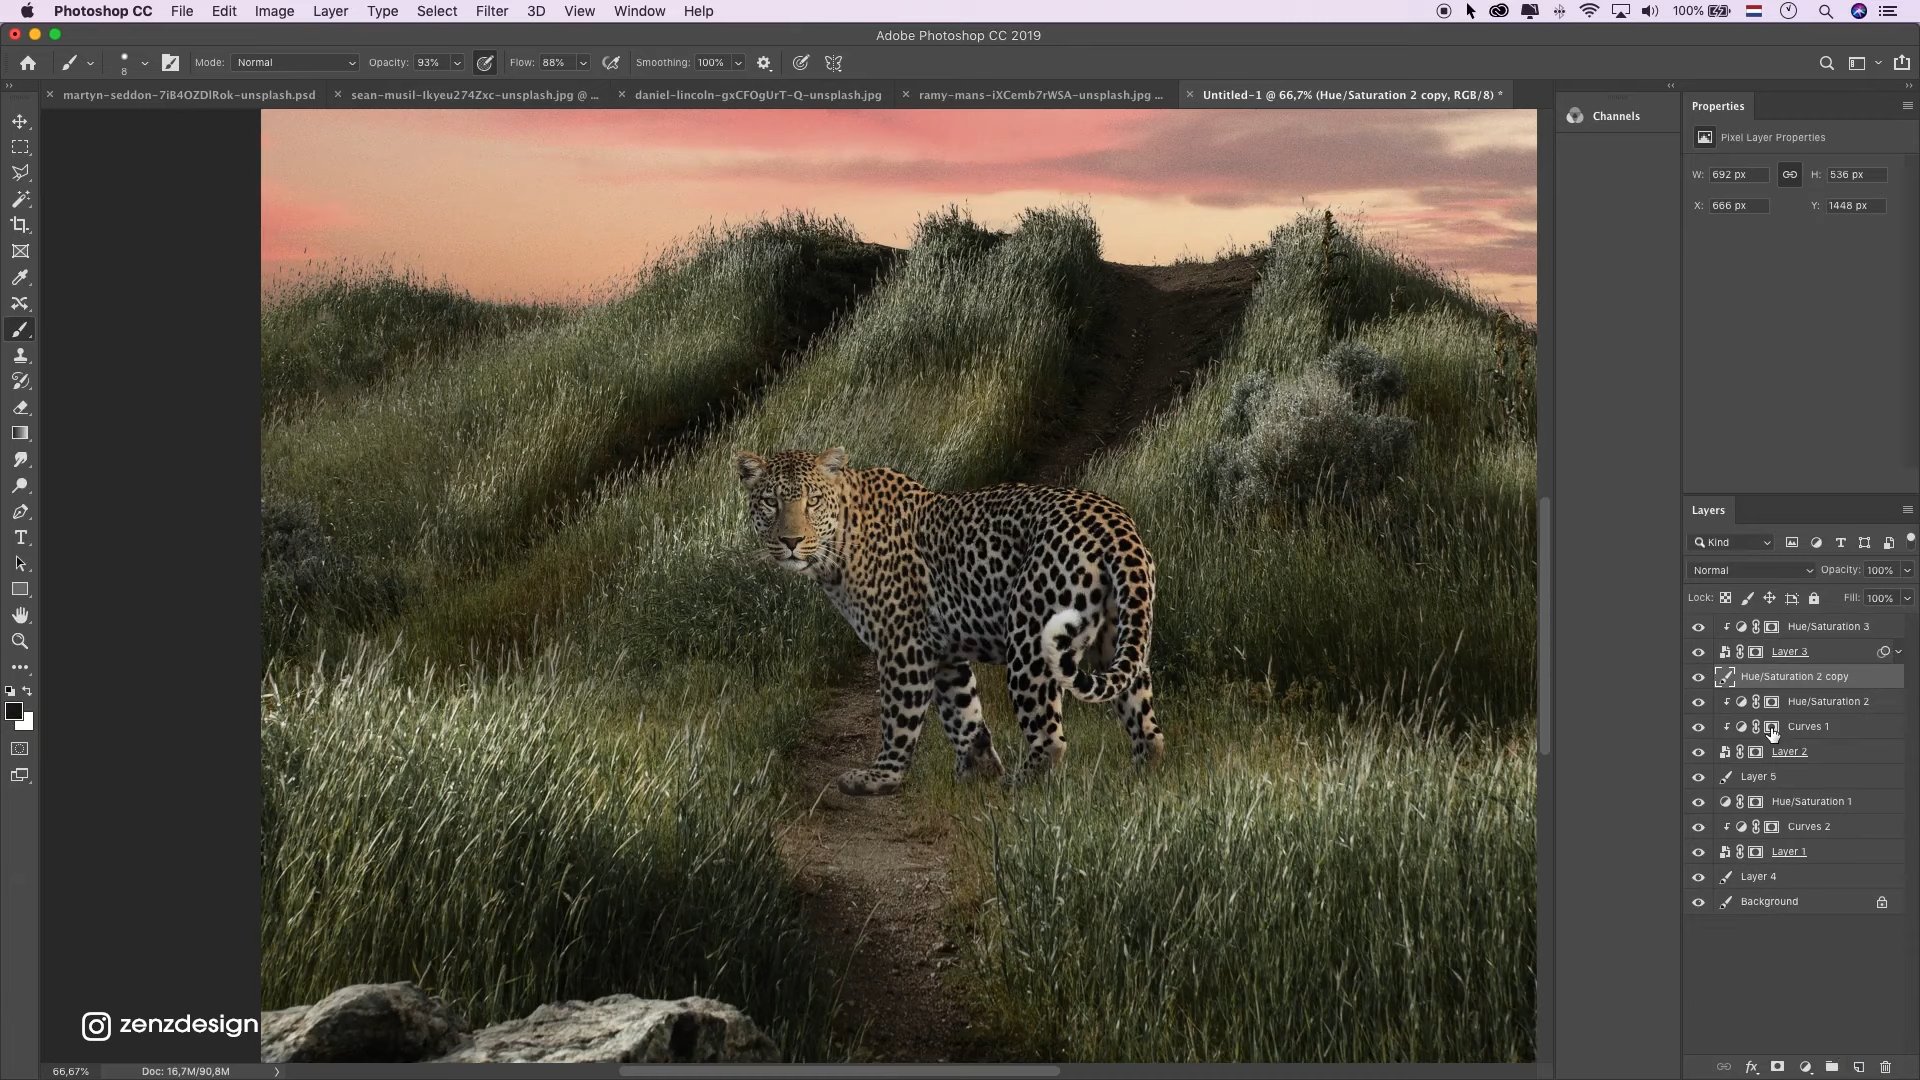 Photoshop CC File Edit Image Layer Type Select Filter 3D View Window Help 100%
Adobe Photoshop CC 2019
8 Mode: Normal Opacity: 93% Flow: 88% Smoothing: 100%
martyn-seddon-7iB4OZDlRok-unsplash.psd sean-musil-Ikyeu274Zxc-unsplash.jpg @ ... daniel-lincoln-gxCFOgUrT-Q-unsplash.jpg ramy-mans-iXCemb7rWSA-unsplash.jpg ... Untitled-1 @ 66,7% (Hue/Saturation 2 copy, RGB/8) *
Channels
Properties
Pixel Layer Properties
W: 692 px H: 536 px
X: 666 px Y: 1448 px
Layers
Kind
Normal Opacity: 100%
Lock: Fill: 100%
Hue/Saturation 3
Layer 3
Hue/Saturation 2 copy
Hue/Saturation 2
Curves 1
Layer 2
Layer 5
Hue/Saturation 1
Curves 2
Layer 1
Layer 4
Background
zenzdesign
66,67% Doc: 16,7M/90,8M